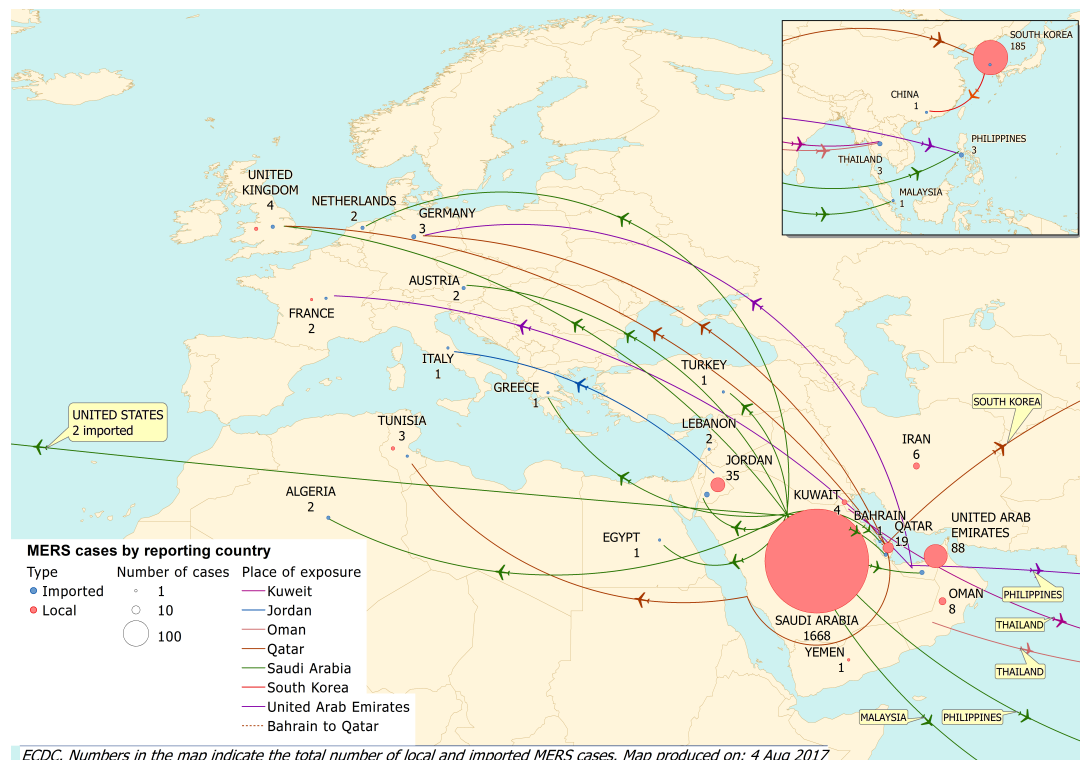 SOUTH KOREA
185
CHINA
1
PHILIPPINES
3
THAILAND
3
MALAYSIA
1
UNITED
KINGDOM
4
NETHERLANDS
2
GERMANY
3
AUSTRIA
2
FRANCE
2
ITALY
1
GREECE
1
TURKEY
1
UNITED STATES
2 imported
TUNISIA
3
LEBANON
2
JORDAN
35
SOUTH KOREA
IRAN
6
ALGERIA
2
KUWAIT
4
BAHRAIN
1
QATAR
19
UNITED ARAB
EMIRATES
88
EGYPT
1
SAUDI ARABIA
1668
OMAN
8
YEMEN
1
PHILIPPINES
THAILAND
THAILAND
MALAYSIA
PHILIPPINES
MERS cases by reporting country
Type
Imported
Local
Number of cases
1
10
100
Place of exposure
Kuweit
Jordan
Oman
Qatar
Saudi Arabia
South Korea
United Arab Emirates
Bahrain to Qatar
ECDC. Numbers in the map indicate the total number of local and imported MERS cases. Map produced on: 4 Aug 2017